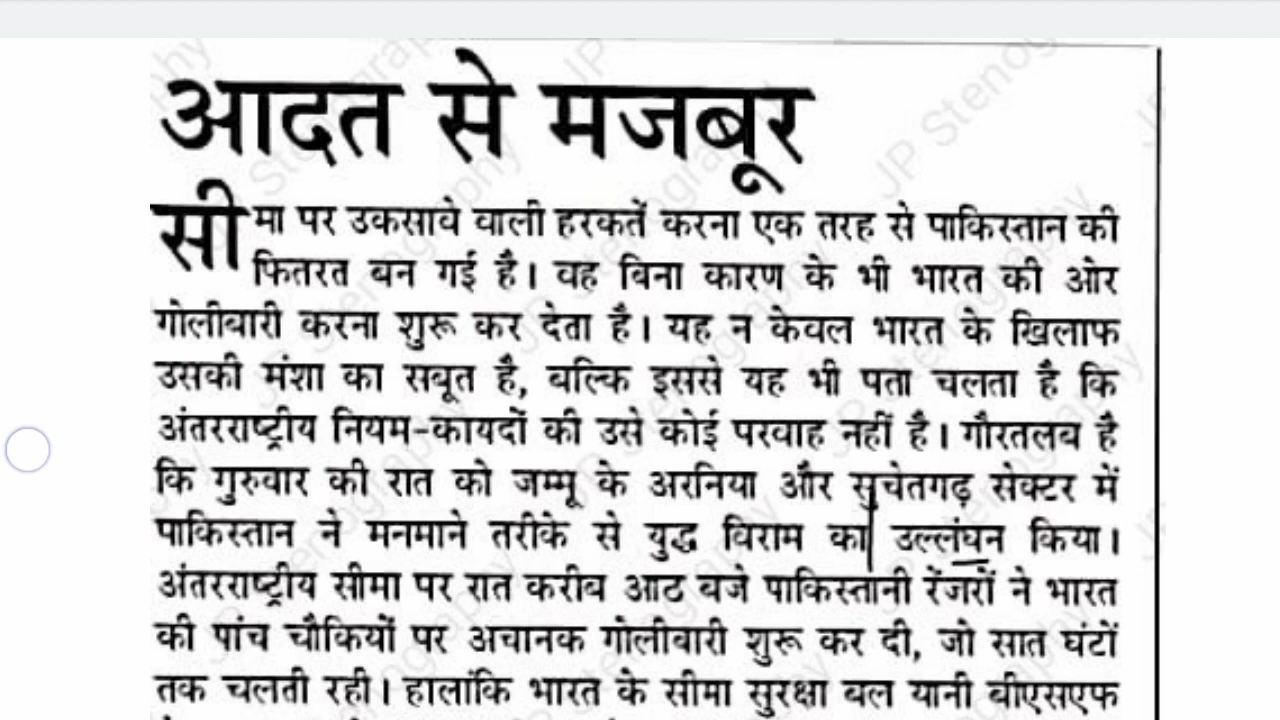 आदत से मजबूर
सीमा पर उकसावे वाली हरकतें करना एक तरह से पाकिस्तान की
फितरत बन गई है। वह बिना कारण के भी भारत की ओर
गोलीबारी करना शुरू कर देता है। यह न केवल भारत के खिलाफ
उसकी मंशा का सबूत है, बल्कि इससे यह भी पता चलता है कि
अंतरराष्ट्रीय नियम-कायदों की उसे कोई परवाह नहीं है। गौरतलब है
कि गुरुवार की रात को जम्मू के अरनिया और सुचेतगढ़ सेक्टर में
पाकिस्तान ने मनमाने तरीके से युद्ध विराम का उल्लंघन किया।
अंतरराष्ट्रीय सीमा पर रात करीब आठ बजे पाकिस्तानी रेंजरों ने भारत
की पांच चौकियों पर अचानक गोलीबारी शुरू कर दी, जो सात घंटों
तक चलती रही। हालांकि भारत के सीमा सुरक्षा बल यानी बीएसएफ
JP Stenography